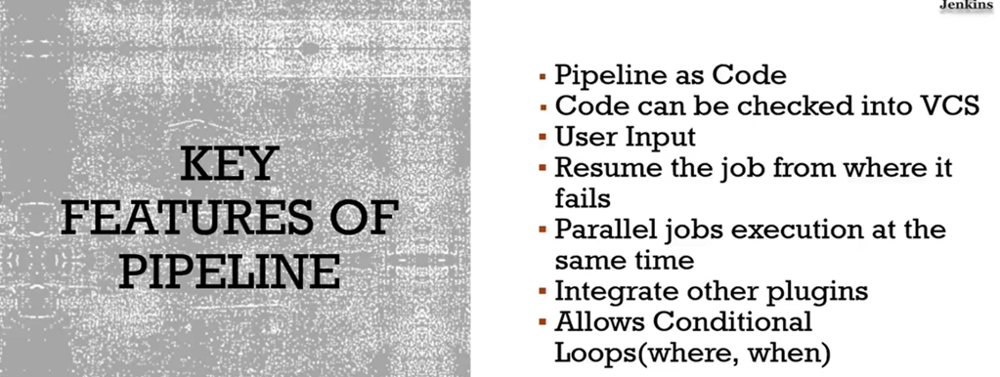 Jenkins
KEY
FEATURES OF
PIPELINE
▪ Pipeline as Code
▪ Code can be checked into VCS
▪ User Input
▪ Resume the job from where it
fails
▪ Parallel jobs execution at the
same time
▪ Integrate other plugins
▪ Allows Conditional
Loops(where, when)